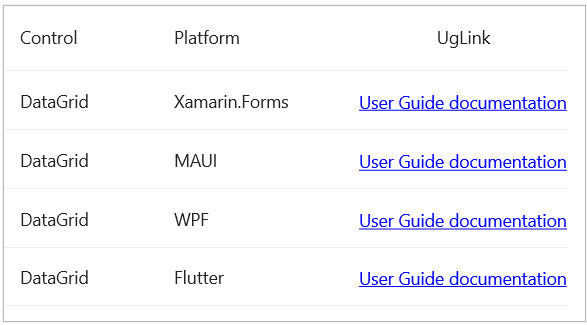 Control Platform UgLink
DataGrid Xamarin.Forms User Guide documentation
DataGrid MAUI User Guide documentation
DataGrid WPF User Guide documentation
DataGrid Flutter User Guide documentation